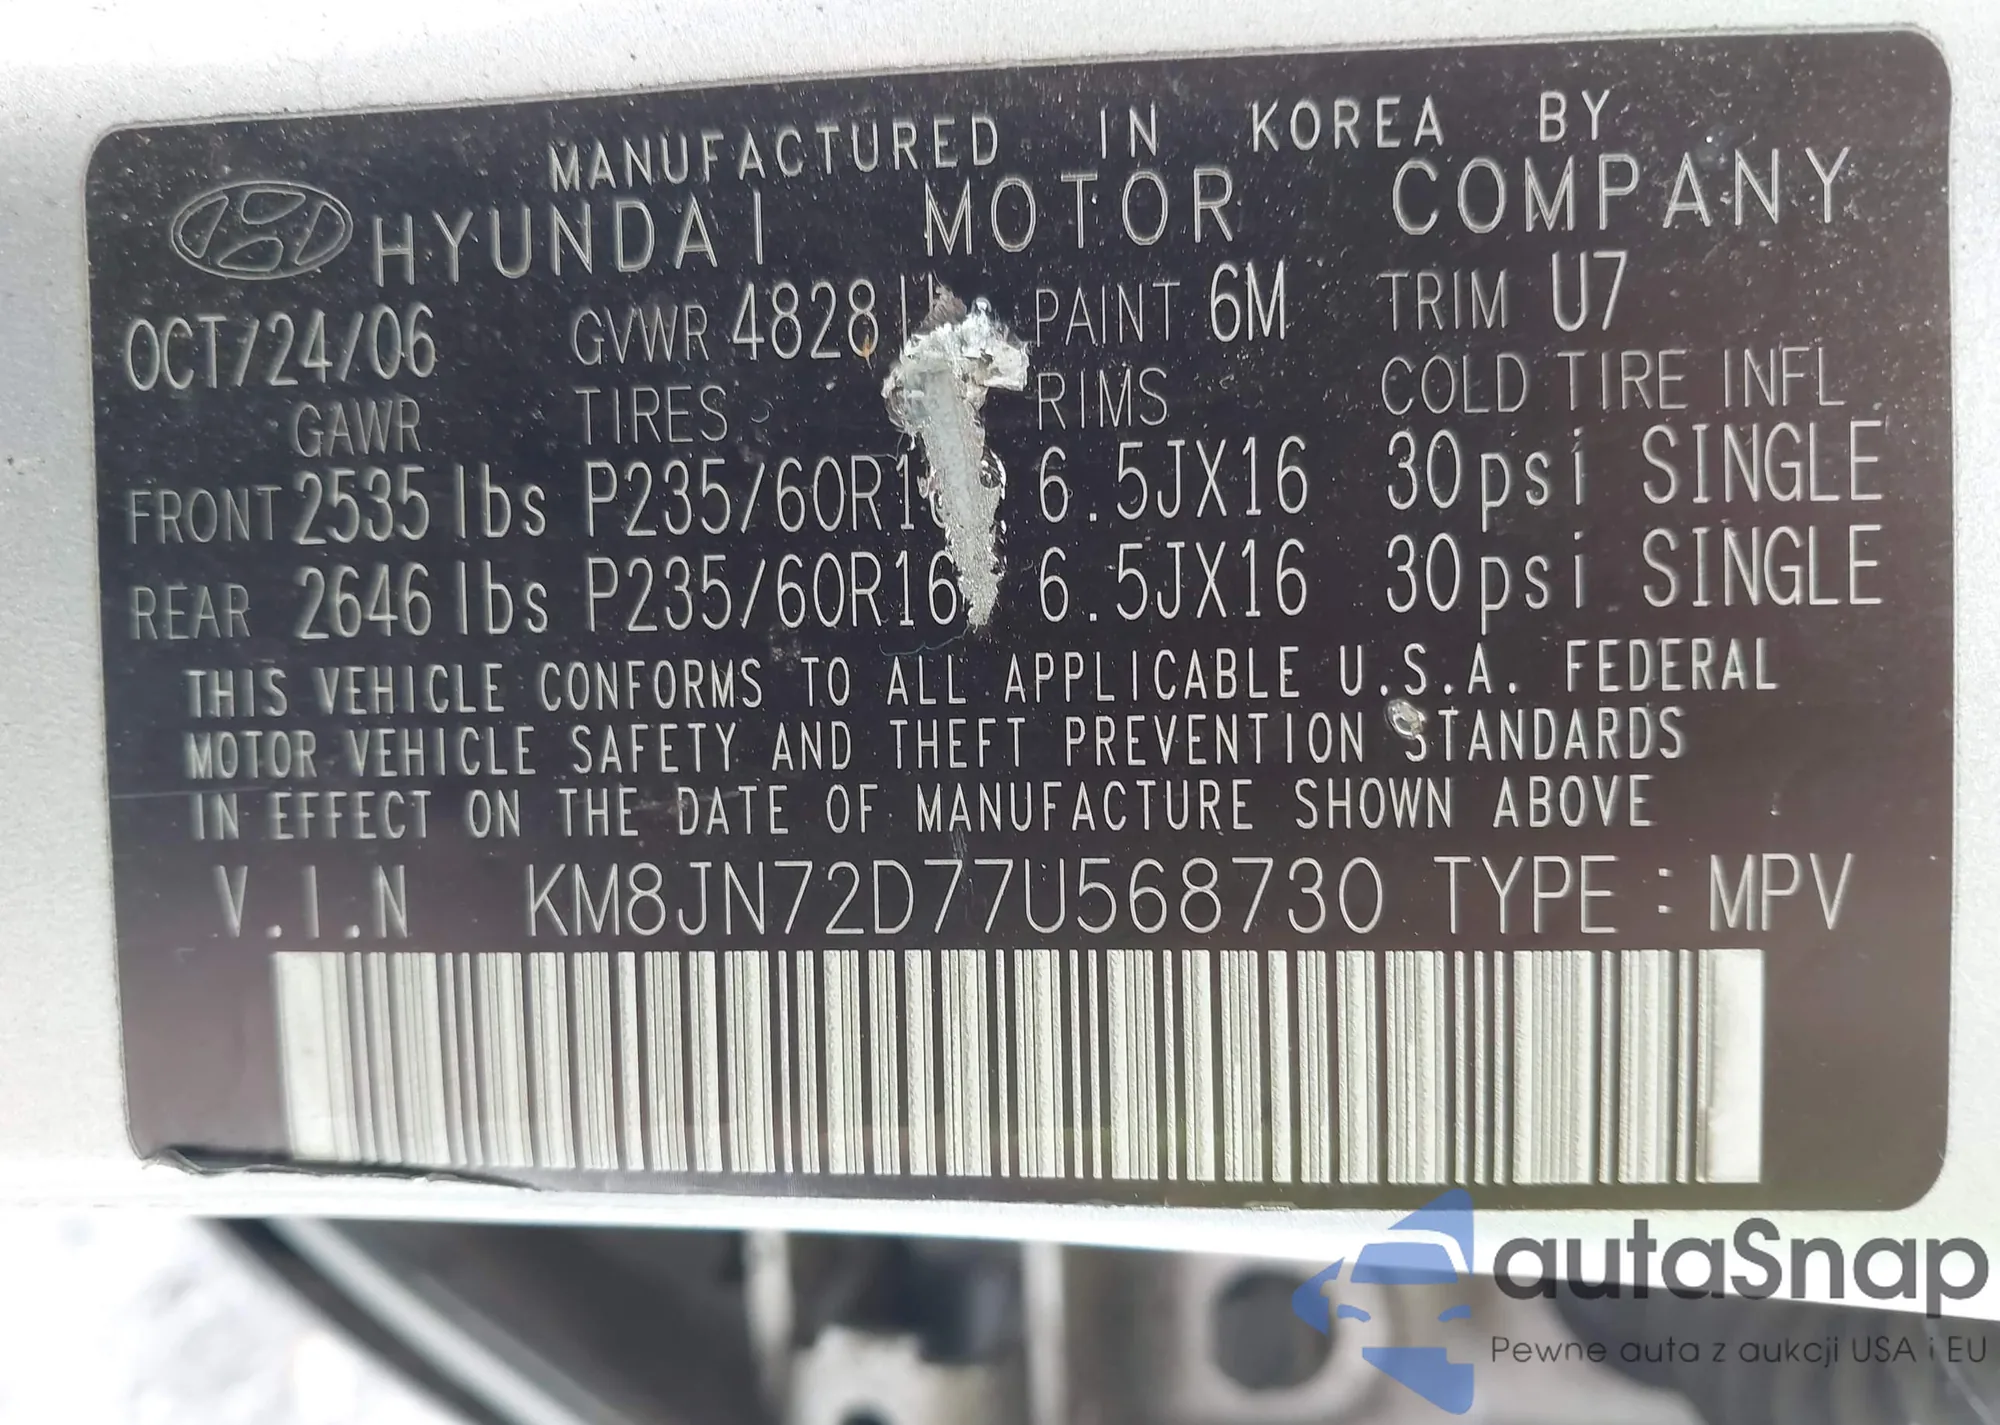 MANUFACTURED IN KOREA BY
HYUNDAI MOTOR COMPANY
OCT/24/06 GVWR 4828 PAINT 6M TRIM U7
GAWR TIRES RIMS COLD TIRE INFL
FRONT 2535 lbs P235/60R16 6.5JX16 30psi SINGLE
REAR 2646 lbs P235/60R16 6.5JX16 30psi SINGLE
THIS VEHICLE CONFORMS TO ALL APPLICABLE U.S.A. FEDERAL
MOTOR VEHICLE SAFETY AND THEFT PREVENTION STANDARDS
IN EFFECT ON THE DATE OF MANUFACTURE SHOWN ABOVE
V.I.N KM8JN72D77U568730 TYPE : MPV
autaSnap
Pewne auta z aukcji USA i EU